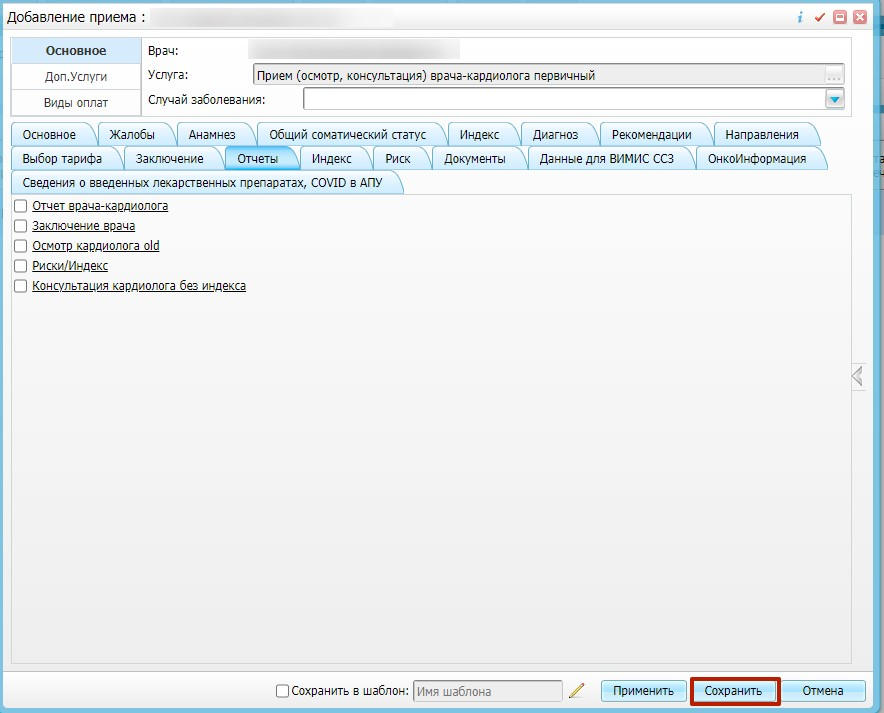 Добавление приема :
Основное
Доп.Услуги
Виды оплат
Врач:
Услуга: Прием (осмотр, консультация) врача-кардиолога первичный ...
Случай заболевания:
Основное Жалобы Анамнез Общий соматический статус Индекс Диагноз Рекомендации Направления
Выбор тарифа Заключение Отчеты Индекс Риск Документы Данные для ВИМИС ССЗ ОнкоИнформация
Сведения о введенных лекарственных препаратах, COVID в АПУ
Отчет врача-кардиолога
Заключение врача
Осмотр кардиолога old
Риски/Индекс
Консультация кардиолога без индекса
Сохранить в шаблон: Имя шаблона Применить Сохранить Отмена